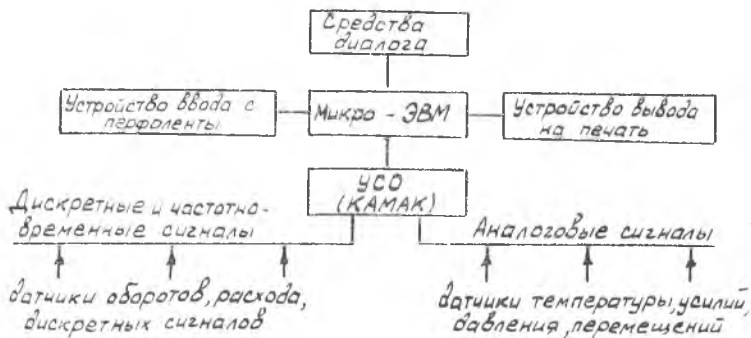 Средства
диалога
Устройство ввода с
перфоленты
Микро - ЭВМ
Устройство вывода
на печать
УСО
(КАМАК)
Дискретные и частотно-
временные сигналы
Аналоговые сигналы
датчики оборотов, расхода,
дискретных сигналов
датчики температуры, усилий,
давления, перемещений